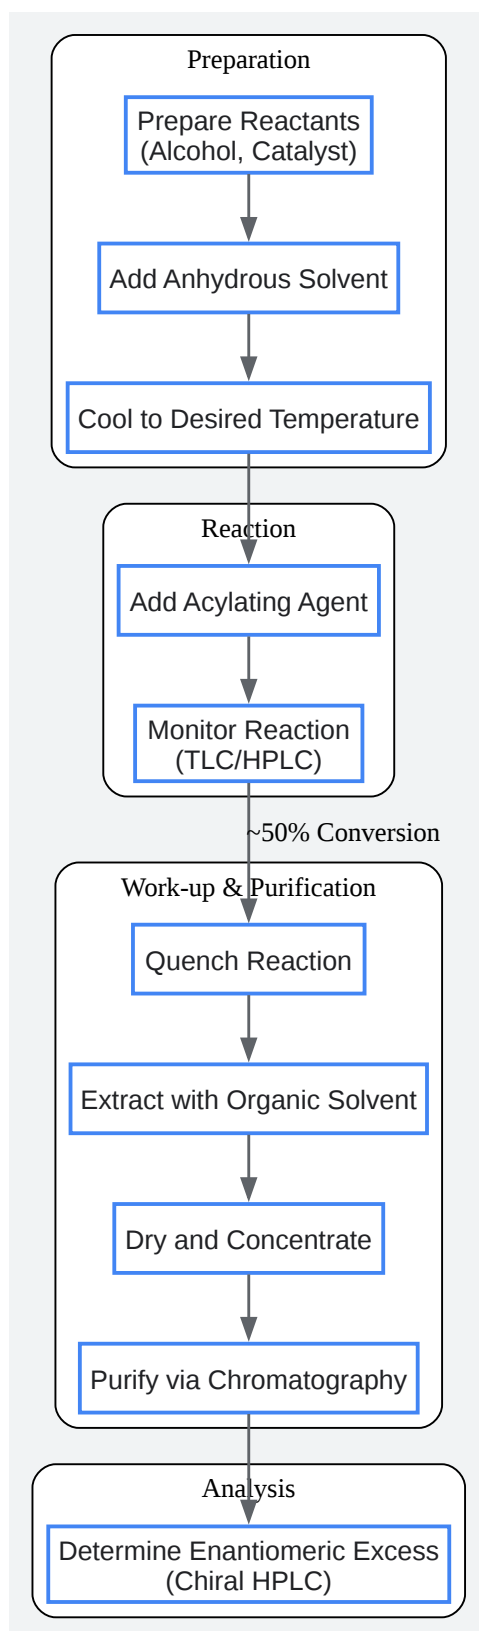 Preparation
Prepare Reactants
(Alcohol, Catalyst)
Add Anhydrous Solvent
Cool to Desired Temperature
Reaction
Add Acylating Agent
Monitor Reaction
(TLC/HPLC)
~50% Conversion
Work-up & Purification
Quench Reaction
Extract with Organic Solvent
Dry and Concentrate
Purify via Chromatography
Analysis
Determine Enantiomeric Excess
(Chiral HPLC)